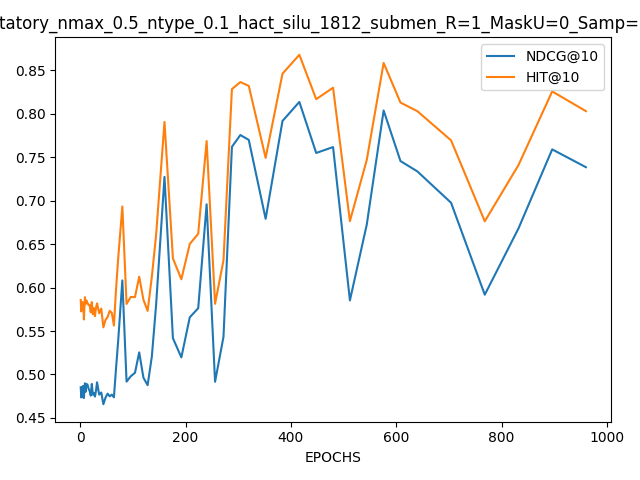 tatory_nmax_0.5_ntype_0.1_hact_silu_1812_submen_R=1_MaskU=0_Samp=
NDCG@10
HIT@10
0.85
0.80
0.75
0.70
0.65
0.60
0.55
0.50
0.45
0 200 400 600 800 1000
EPOCHS